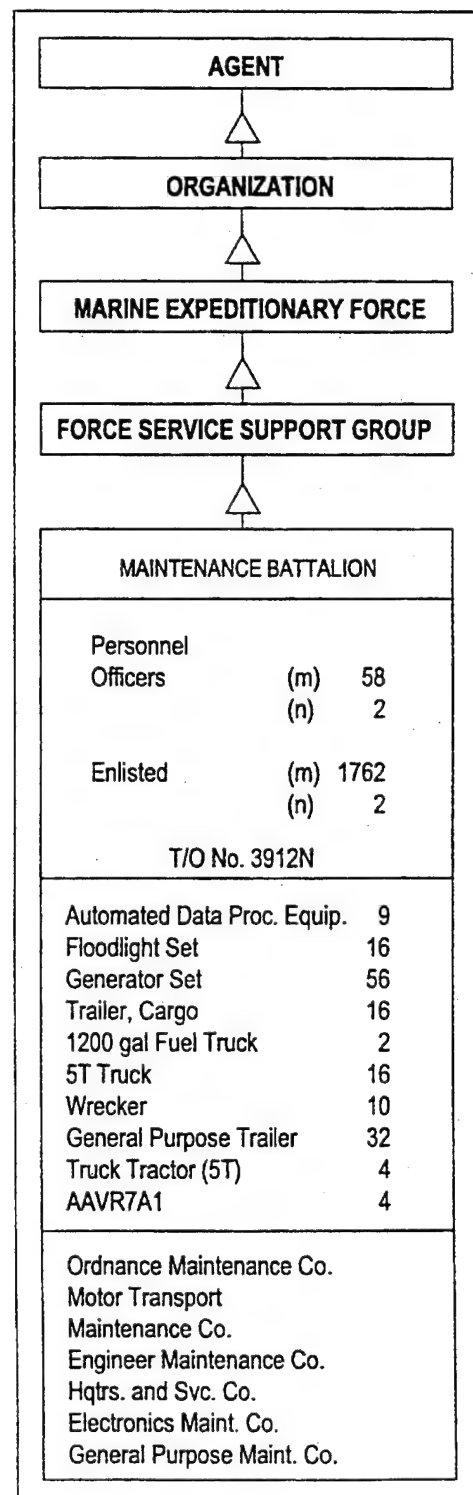 AGENT
ORGANIZATION
MARINE EXPEDITIONARY FORCE
FORCE SERVICE SUPPORT GROUP
MAINTENANCE BATTALION
Personnel
Officers (m) 58
(n) 2
Enlisted (m) 1762
(n) 2
T/O No. 3912N
Automated Data Proc. Equip. 9
Floodlight Set 16
Generator Set 56
Trailer, Cargo 16
1200 gal Fuel Truck 2
5T Truck 16
Wrecker 10
General Purpose Trailer 32
Truck Tractor (5T) 4
AAVR7A1 4
Ordnance Maintenance Co.
Motor Transport
Maintenance Co.
Engineer Maintenance Co.
Hqtrs. and Svc. Co.
Electronics Maint. Co.
General Purpose Maint. Co.